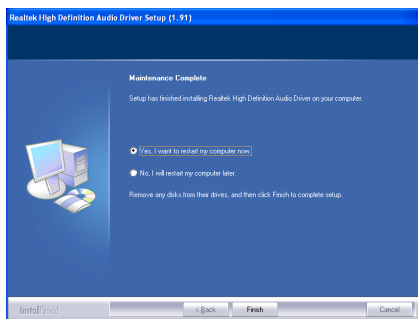 Realtek High Definition Audio Driver Setup (1.91)
Maintenance Complete
Setup has finished installing Realtek High Definition Audio Driver on your computer.
Yes, I want to restart my computer now.
No, I will restart my computer later.
Remove any disks from their drives, and then click Finish to complete setup.
InstallShield
< Back
Finish
Cancel